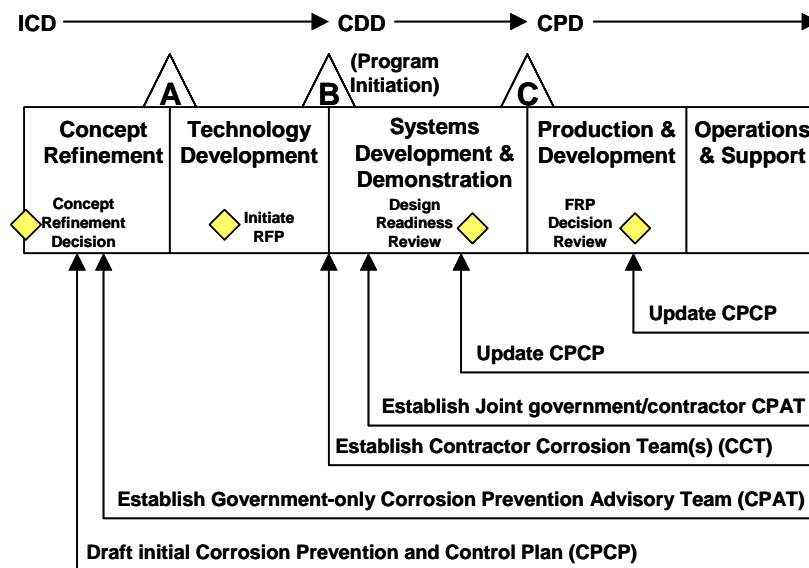 ICD
CDD
CPD
(Program
Initiation)
A
B
C
Concept
Refinement
Technology
Development
Systems
Development &
Demonstration
Production &
Development
Operations
& Support
Concept
Refinement
Decision
Initiate
RFP
Design
Readiness
Review
FRP
Decision
Review
Update CPCP
Update CPCP
Establish Joint government/contractor CPAT
Establish Contractor Corrosion Team(s) (CCT)
Establish Government-only Corrosion Prevention Advisory Team (CPAT)
Draft initial Corrosion Prevention and Control Plan (CPCP)